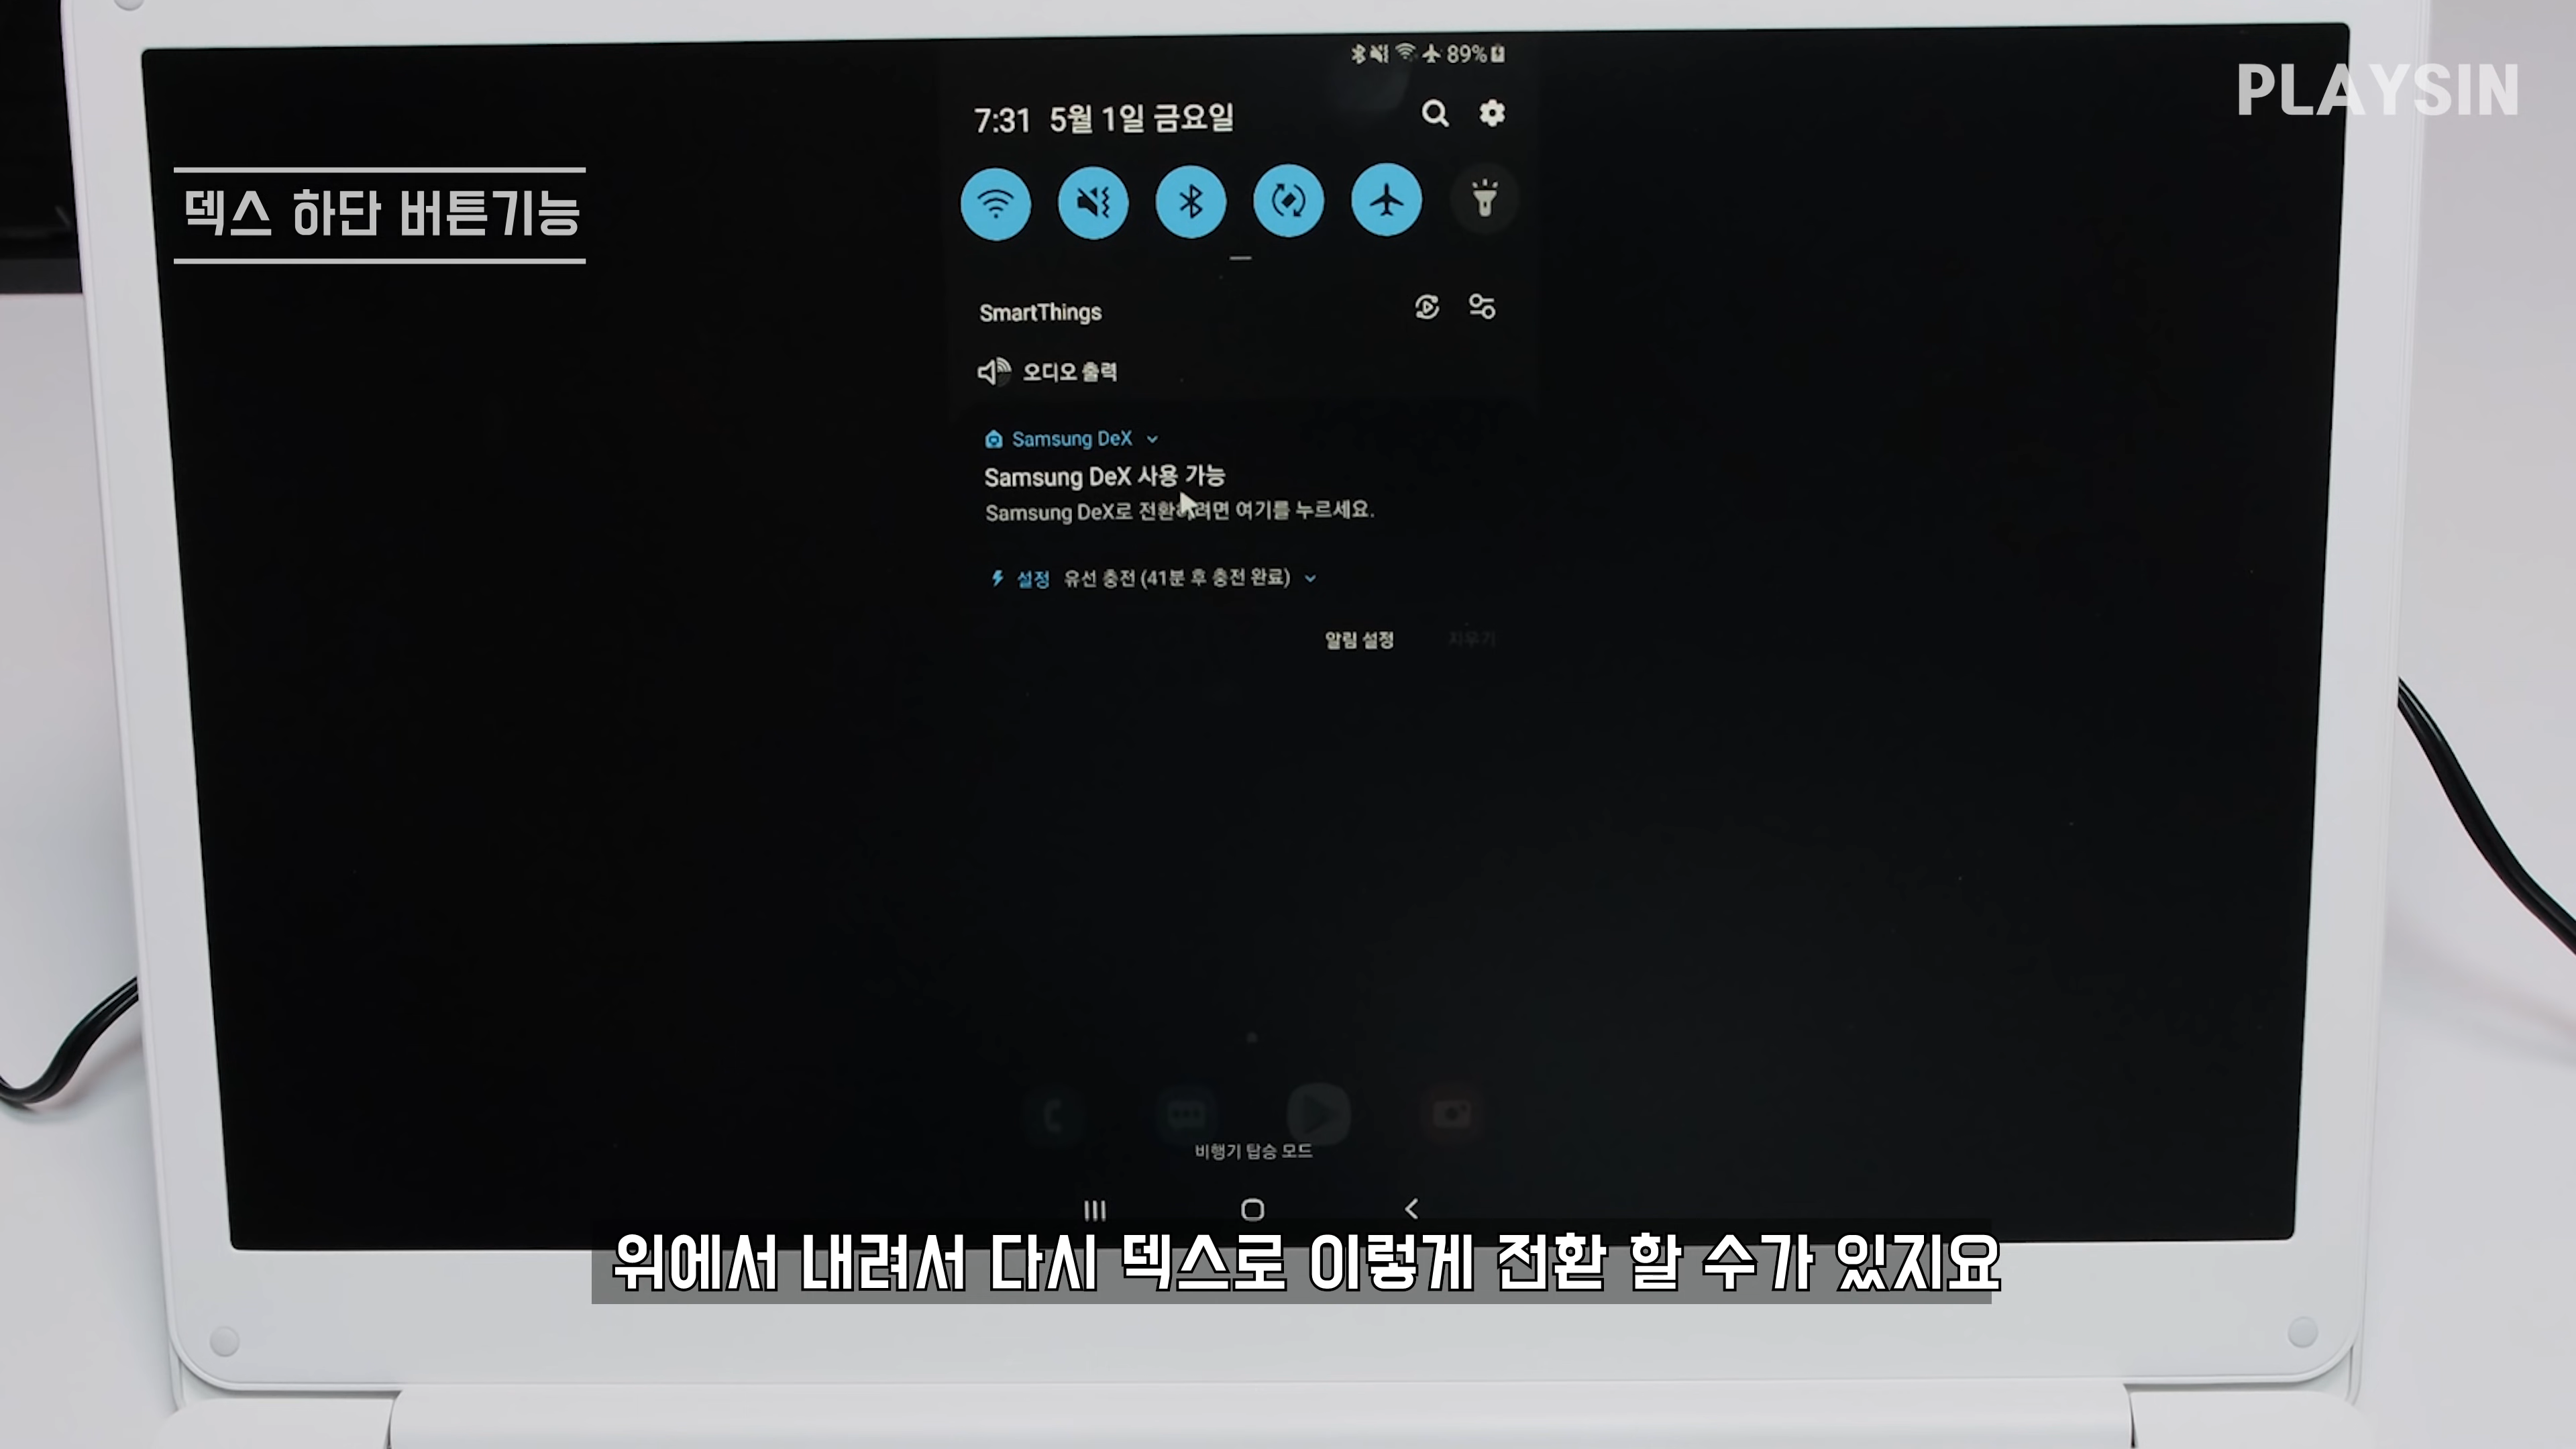 89%
PLAYSIN
7:31 5월 1일 금요일
덱스 하단 버튼기능
SmartThings
오디오 출력
Samsung DeX
Samsung DeX 사용 가능
Samsung DeX로 전환하려면 여기를 누르세요.
설정 유선 충전 (41분 후 충전 완료)
알림 설정 지우기
비행기 탑승 모드
위에서 내려서 다시 덱스로 이렇게 전환 할 수가 있지요